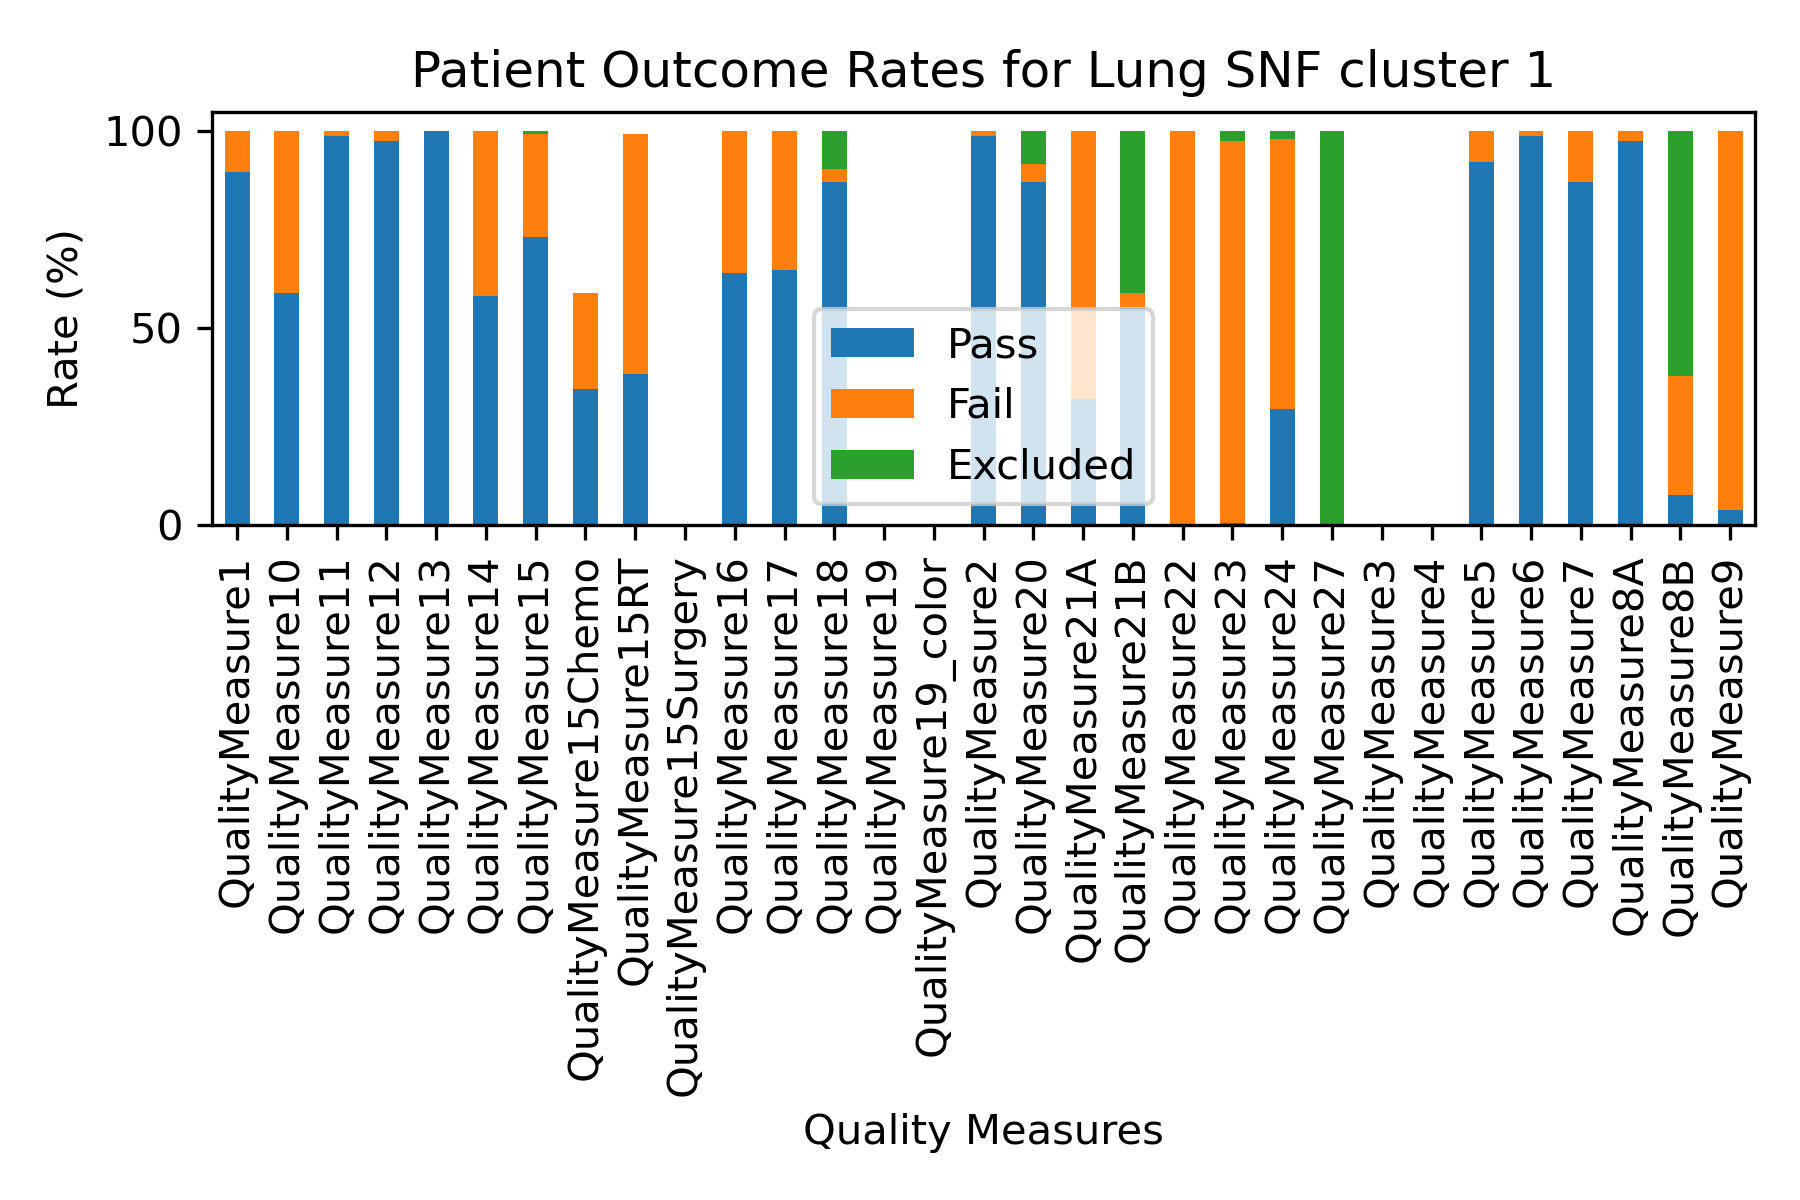 Patient Outcome Rates for Lung SNF cluster 1
100
50
0
Rate (%)
Pass
Fail
Excluded
QualityMeasure1
QualityMeasure10
QualityMeasure11
QualityMeasure12
QualityMeasure13
QualityMeasure14
QualityMeasure15
QualityMeasure15Chemo
QualityMeasure15RT
QualityMeasure15Surgery
QualityMeasure16
QualityMeasure17
QualityMeasure18
QualityMeasure19
QualityMeasure19_color
QualityMeasure2
QualityMeasure20
QualityMeasure21A
QualityMeasure21B
QualityMeasure22
QualityMeasure23
QualityMeasure24
QualityMeasure27
QualityMeasure3
QualityMeasure4
QualityMeasure5
QualityMeasure6
QualityMeasure7
QualityMeasure8A
QualityMeasure8B
QualityMeasure9
Quality Measures